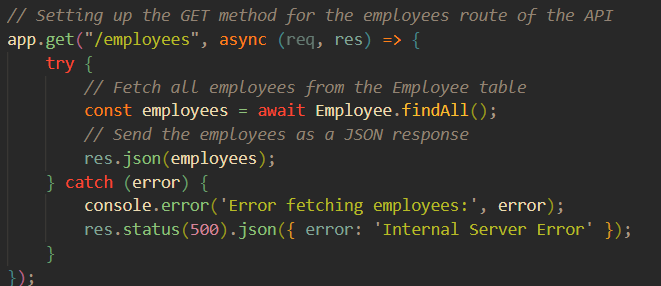 // Setting up the GET method for the employees route of the API
app.get("/employees", async (req, res) => {
    try {
        // Fetch all employees from the Employee table
        const employees = await Employee.findAll();
        // Send the employees as a JSON response
        res.json(employees);
    } catch (error) {
        console.error('Error fetching employees:', error);
        res.status(500).json({ error: 'Internal Server Error' });
    }
});